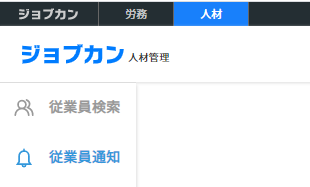 ジョブカン 労務 人材
ジョブカン 人材管理
従業員検索
従業員通知